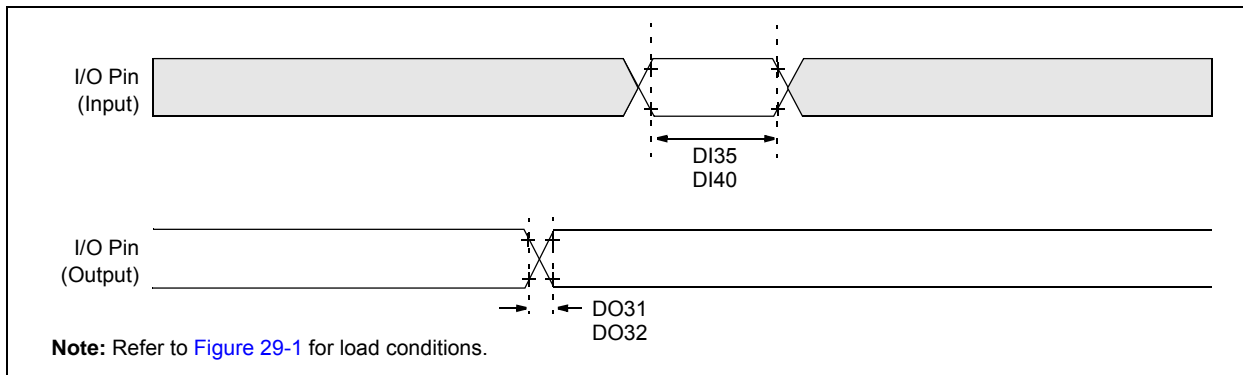 I/O Pin
(Input)
DI35
DI40
I/O Pin
(Output)
DO31
DO32
Note: Refer to Figure 29-1 for load conditions.